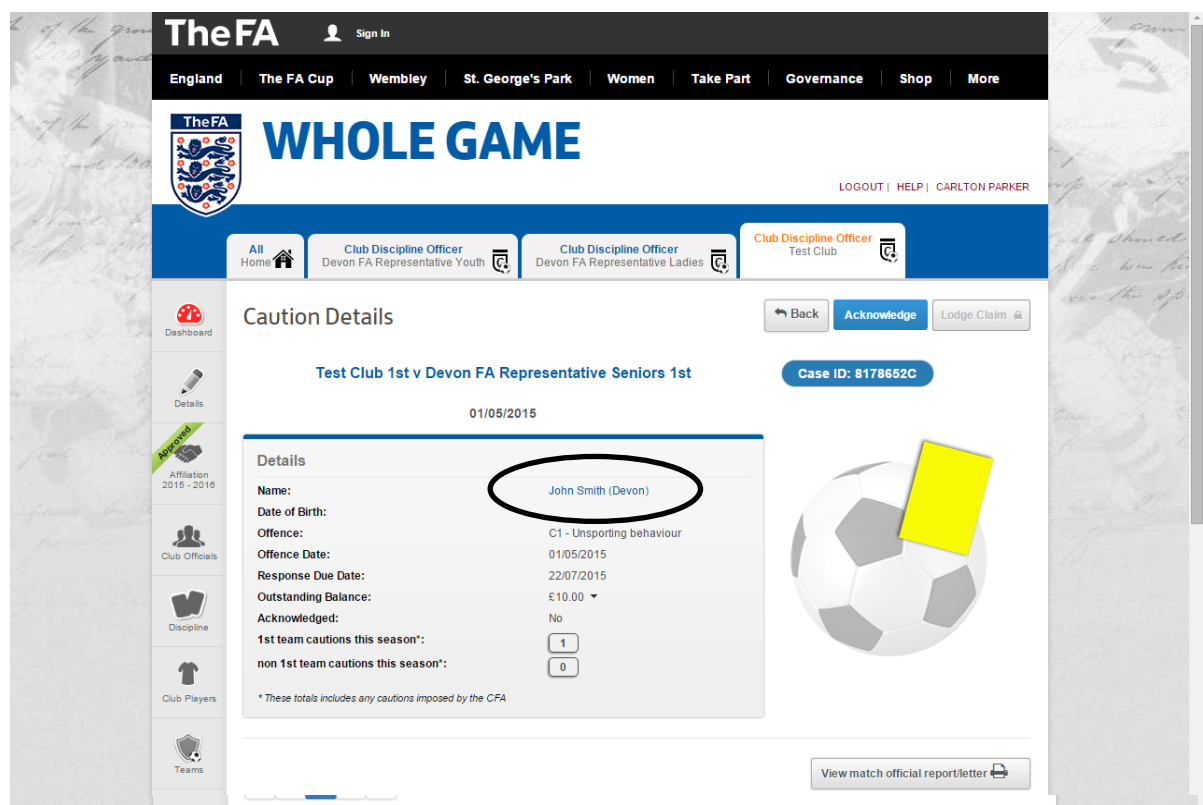 TheFA Sign In
England The FA Cup Wembley St. George's Park Women Take Part Governance Shop More
TheFA
WHOLE GAME
LOGOUT | HELP | CARLTON PARKER
All
Home
Club Discipline Officer
Devon FA Representative Youth
Club Discipline Officer
Devon FA Representative Ladies
Club Discipline Officer
Test Club
Dashboard
Details
Approved
Affiliation
2015 - 2016
Club Officials
Discipline
Club Players
Teams
Caution Details
Back Acknowledge Lodge Claim
Test Club 1st v Devon FA Representative Seniors 1st
Case ID: 8178652C
01/05/2015
Details
Name: John Smith (Devon)
Date of Birth:
Offence: C1 - Unsporting behaviour
Offence Date: 01/05/2015
Response Due Date: 22/07/2015
Outstanding Balance: £10.00
Acknowledged: No
1st team cautions this season*: 1
non 1st team cautions this season*: 0
* These totals includes any cautions imposed by the CFA
View match official report/letter